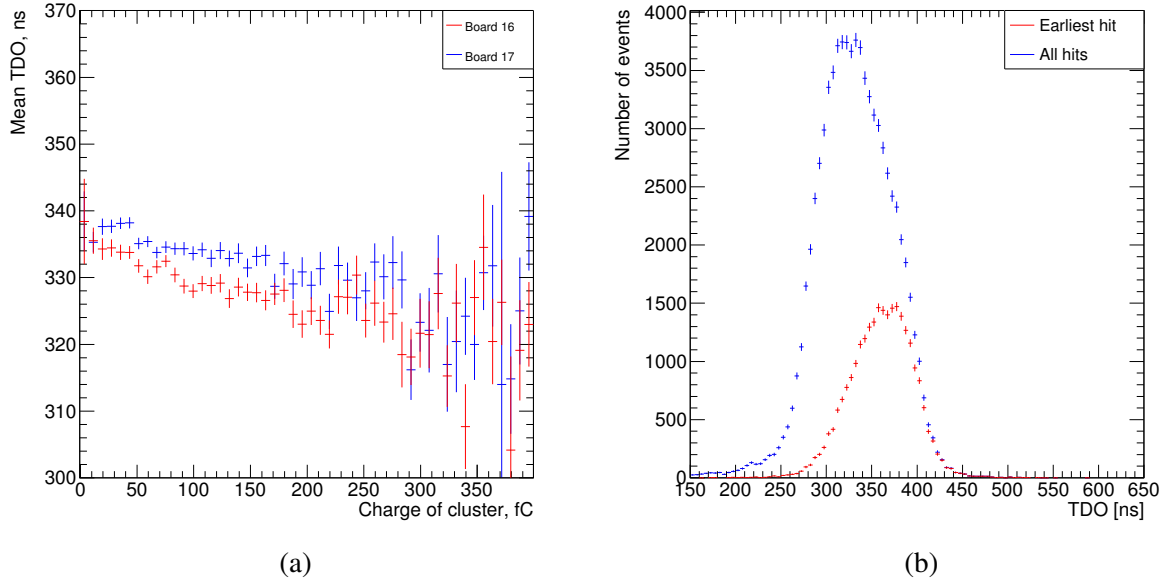 Mean TDO, ns
370
360
350
340
330
320
310
300
0 50 100 150 200 250 300 350
Charge of cluster, fC
Board 16
Board 17
(a)
Number of events
4000
3500
3000
2500
2000
1500
1000
500
0
150 200 250 300 350 400 450 500 550 600 650
TDO [ns]
Earliest hit
All hits
(b)